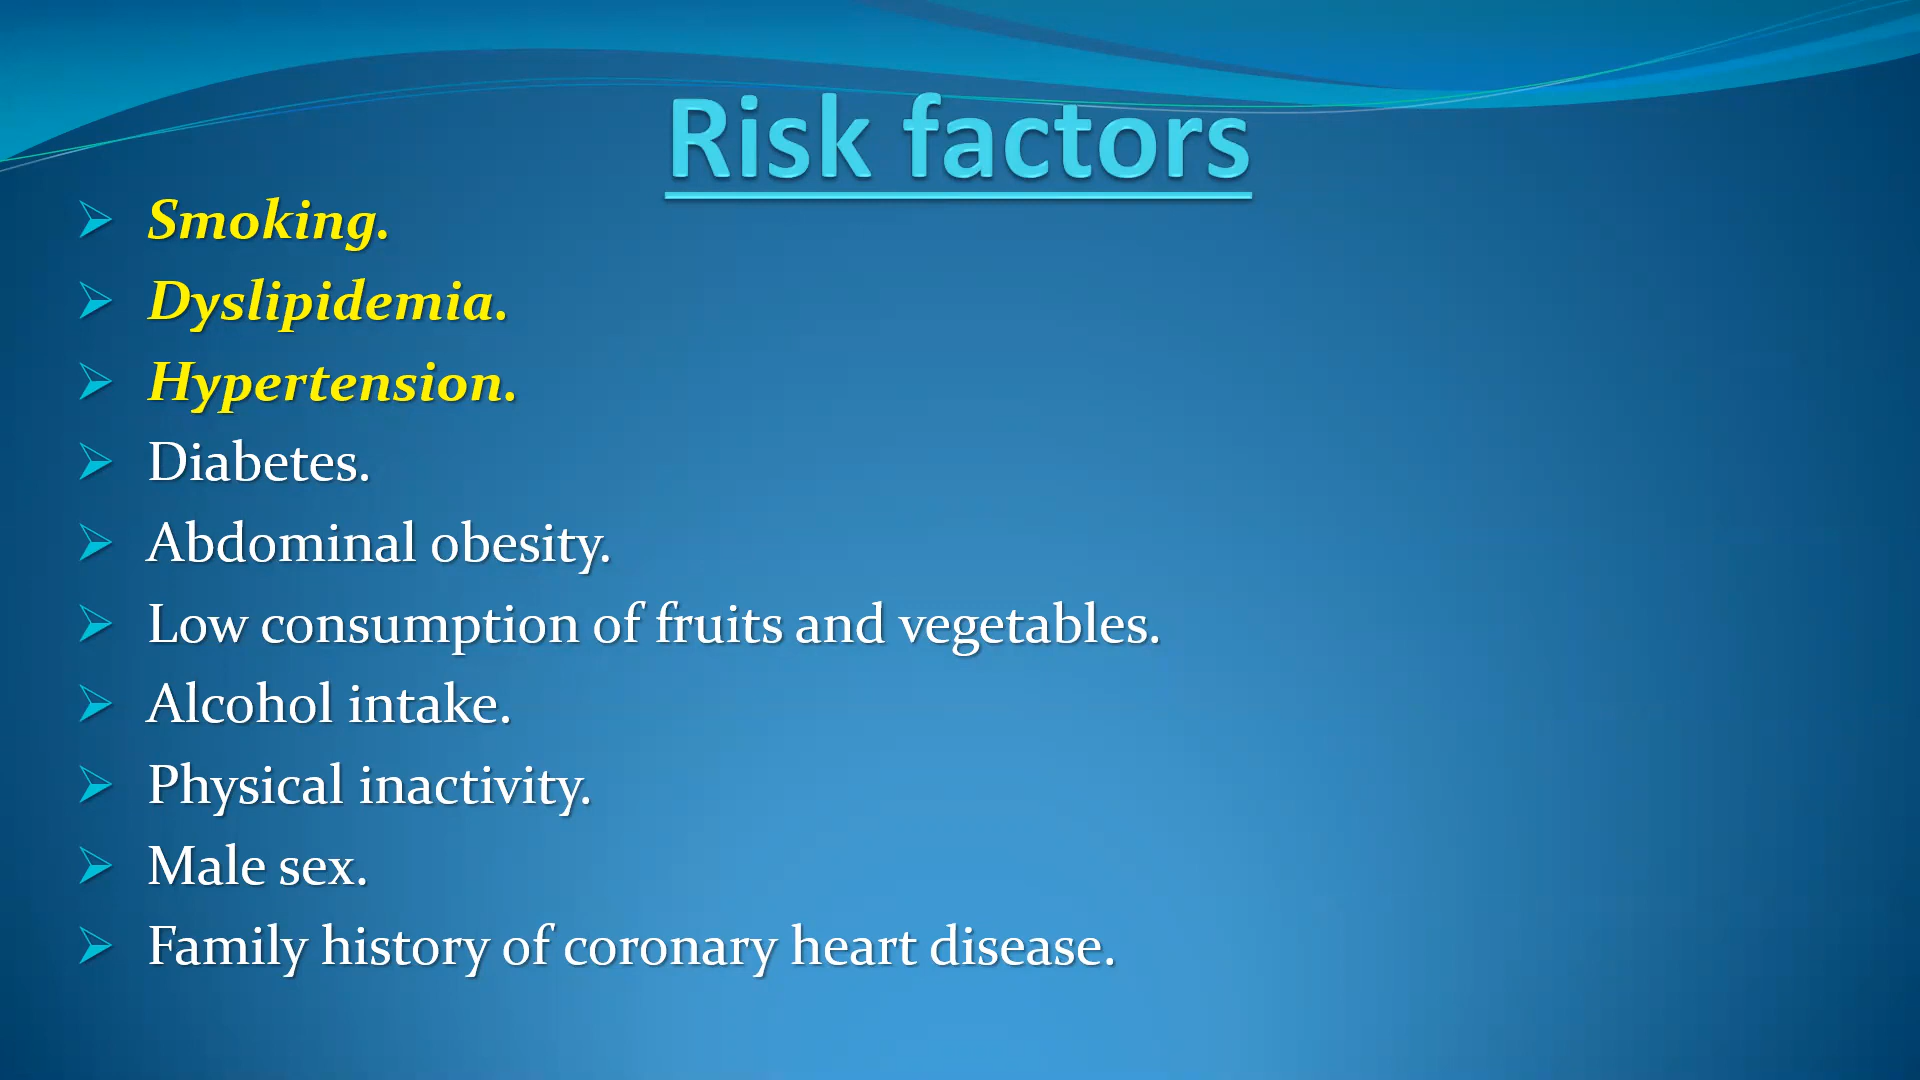 Risk factors
Smoking.
Dyslipidemia.
Hypertension.
Diabetes.
Abdominal obesity.
Low consumption of fruits and vegetables.
Alcohol intake.
Physical inactivity.
Male sex.
Family history of coronary heart disease.